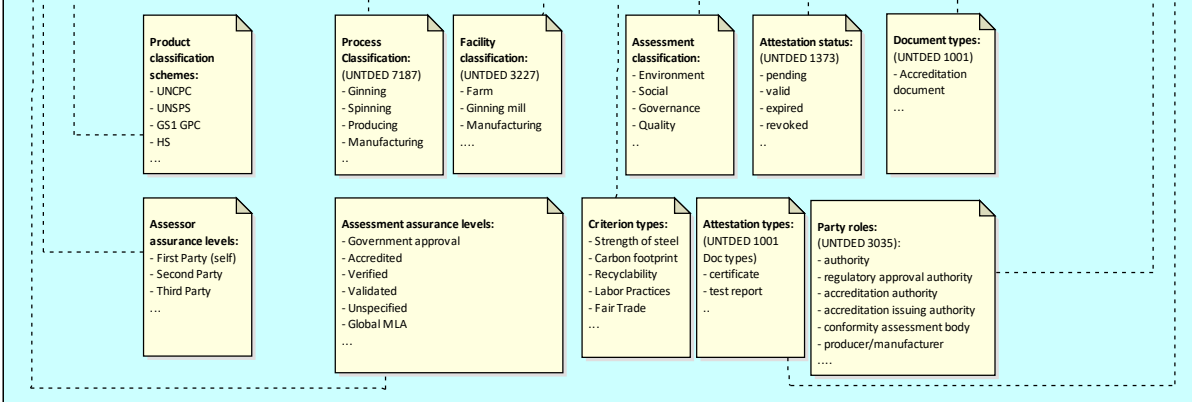 Product
classification
schemes:
- UNCPC
- UNSPS
- GS1 GPC
- HS
...
Process
Classification:
(UNTDED 7187)
- Ginning
- Spinning
- Producing
- Manufacturing
..
Facility
classification:
(UNTDED 3227)
- Farm
- Ginning mill
- Manufacturing
....
Assessment
classification:
- Environment
- Social
- Governance
- Quality
..
Attestation status:
(UNTDED 1373)
- pending
- valid
- expired
- revoked
..
Document types:
(UNTDED 1001)
- Accreditation
document
...
Assessor
assurance levels:
- First Party (self)
- Second Party
- Third Party
...
Assessment assurance levels:
- Government approval
- Accredited
- Verified
- Validated
- Unspecified
- Global MLA
...
Criterion types:
- Strength of steel
- Carbon footprint
- Recyclability
- Labor Practices
- Fair Trade
...
Attestation types:
(UNTDED 1001
Doc types)
- certificate
- test report
..
Party roles:
(UNTDED 3035):
- authority
- regulatory approval authority
- accreditation authority
- accreditation issuing authority
- conformity assessment body
- producer/manufacturer
....